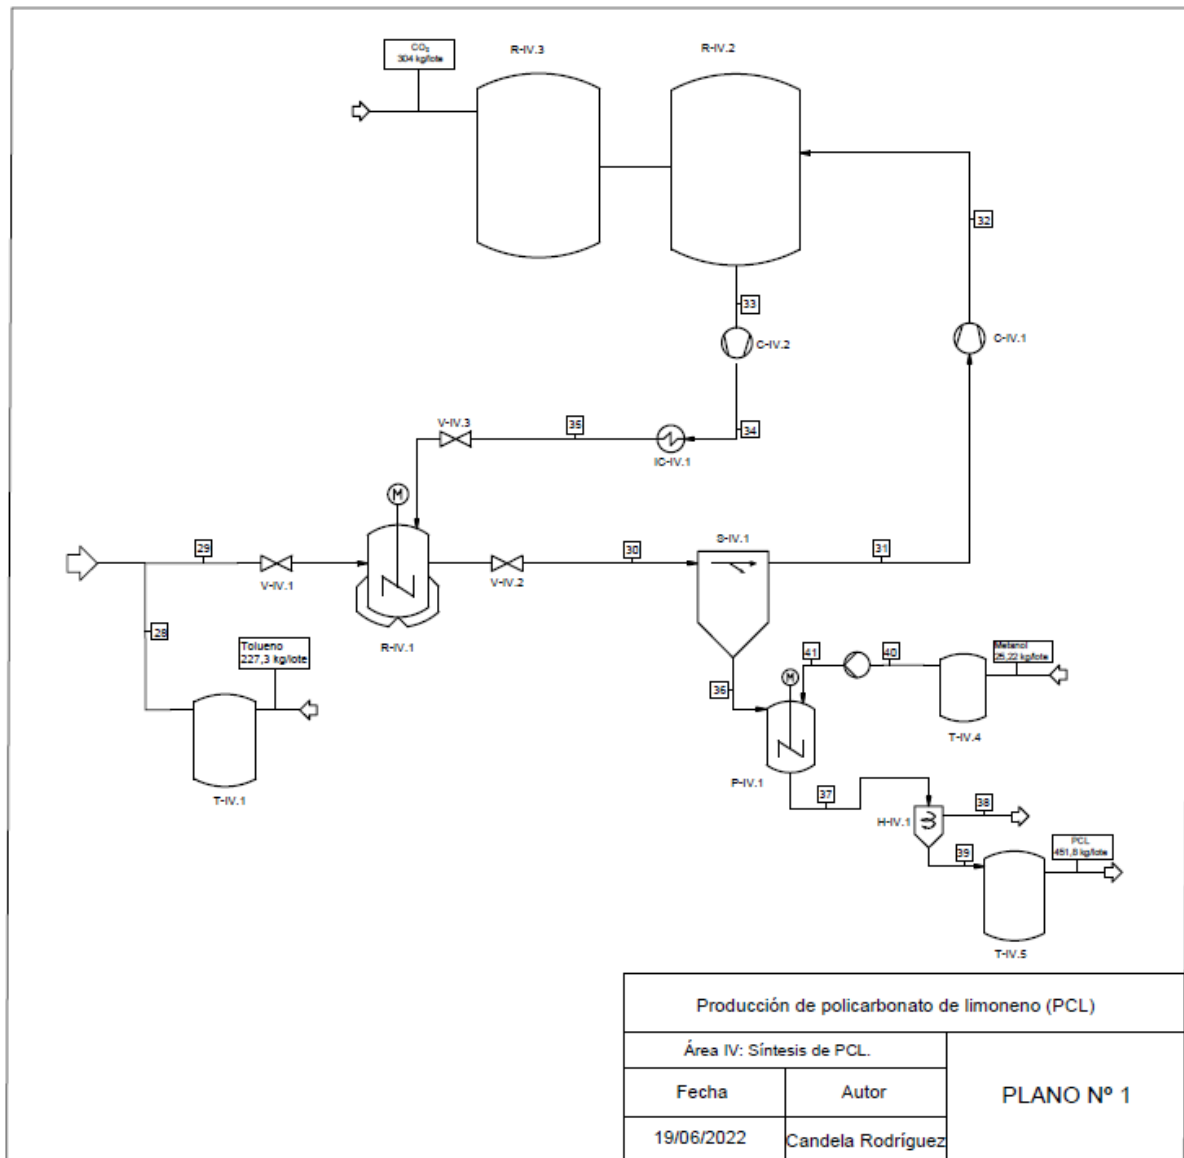 CO₂
304 kg/lote
R-IV.3
R-IV.2
32
33
C-IV.2
C-IV.1
V-IV.3
35
34
IC-IV.1
M
29
V-IV.1
V-IV.2
30
S-IV.1
31
28
R-IV.1
Tolueno
227,3 kg/lote
T-IV.1
36
M
41
40
Metanol
25,22 kg/lote
T-IV.4
P-IV.1
37
H-IV.1
38
39
PCL
451,8 kg/lote
T-IV.5
Producción de policarbonato de limoneno (PCL)
Área IV: Síntesis de PCL.
Fecha
Autor
PLANO Nº 1
19/06/2022
Candela Rodríguez